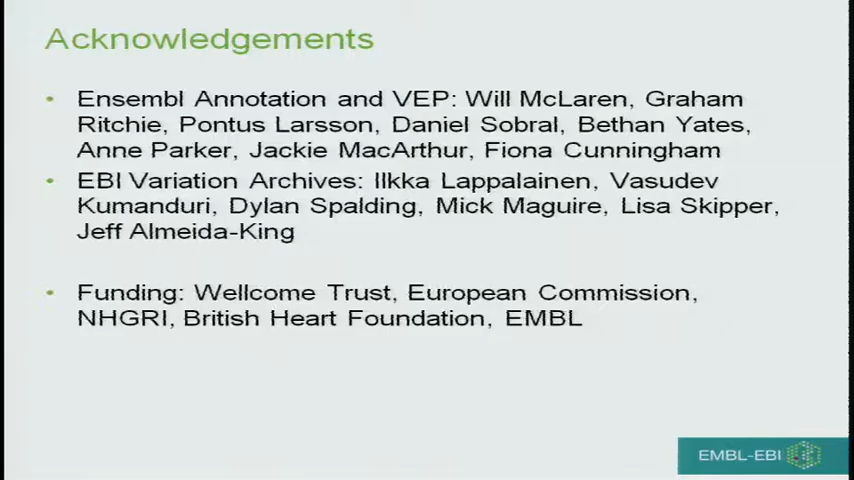 Acknowledgements
• Ensembl Annotation and VEP: Will McLaren, Graham
Ritchie, Pontus Larsson, Daniel Sobral, Bethan Yates,
Anne Parker, Jackie MacArthur, Fiona Cunningham
• EBI Variation Archives: Ilkka Lappalainen, Vasudev
Kumanduri, Dylan Spalding, Mick Maguire, Lisa Skipper,
Jeff Almeida-King
• Funding: Wellcome Trust, European Commission,
NHGRI, British Heart Foundation, EMBL
EMBL-EBI